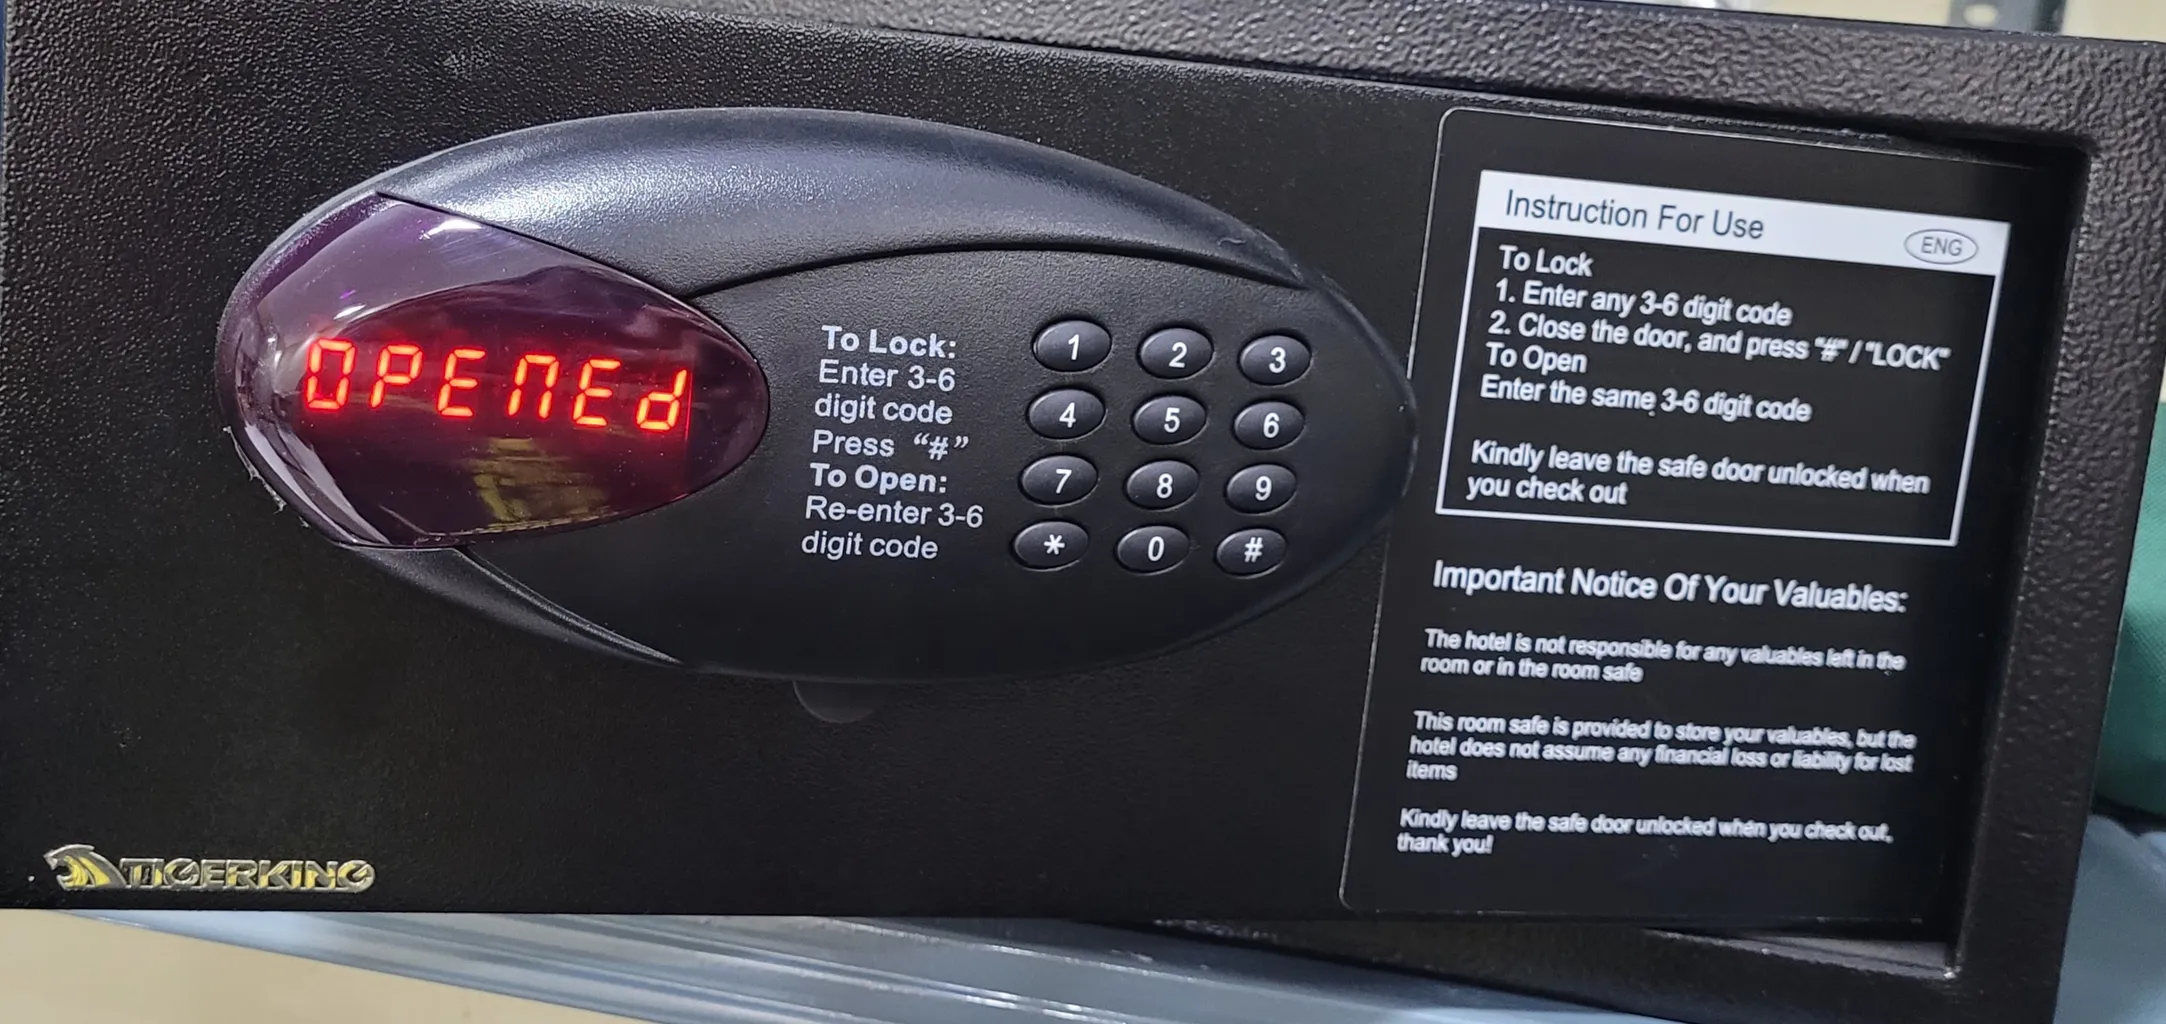 OPENEd
To Lock:
Enter 3-6
digit code
Press “#”
To Open:
Re-enter 3-6
digit code
1 2 3
4 5 6
7 8 9
* 0 #
TIGERKING
Instruction For Use
ENG
To Lock
1. Enter any 3-6 digit code
2. Close the door, and press "#" / "LOCK"
To Open
Enter the same 3-6 digit code
Kindly leave the safe door unlocked when
you check out
Important Notice Of Your Valuables:
The hotel is not responsible for any valuables left in the
room or in the room safe
This room safe is provided to store your valuables, but the
hotel does not assume any financial loss or liability for lost
items
Kindly leave the safe door unlocked when you check out,
thank you!